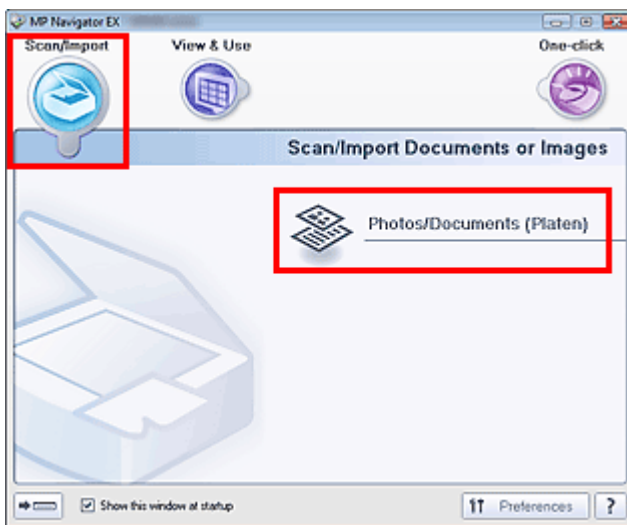 MP Navigator EX
Scan/Import
View & Use
One-click
Scan/Import Documents or Images
Photos/Documents (Platen)
Show this window at startup
Preferences
?